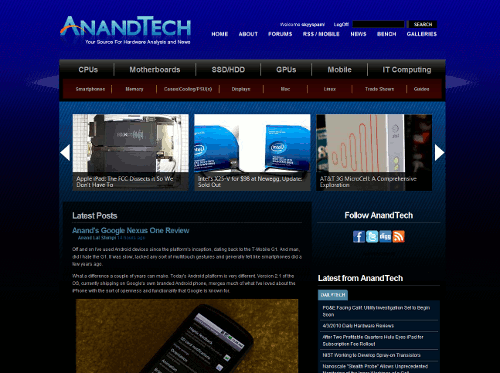 ANANDTECH
Your Source For Hardware Analysis and News
Welcome skyyspam! LogOff SEARCH
HOME ABOUT FORUMS RSS / MOBILE NEWS BENCH GALLERIES
CPUs Motherboards SSD/HDD GPUs Mobile IT Computing
Smartphones Memory Cases/Cooling/PSU(s) Displays Mac Linux Trade Shows Guides
Apple iPad: The FCC Dissects it So We Don't Have To
Intel's X25-V for $95 at Newegg, Update: Sold Out
AT&T 3G MicroCell: A Comprehensive Exploration
Latest Posts
Anand's Google Nexus One Review
Anand Lal Shimpi
Off and on I've used Android devices since the platform's inception, dating back to the T-Mobile G1. And man,
did I hate the G1. It was slow, lacked any sort of multitouch gestures and generally felt like smartphones did a
few years ago.
What a difference a couple of years can make. Today's Android platform is very different. Version 2.1 of the
OS, currently shipping on Google's own branded Android phone, merges much of what I've loved about the
iPhone with the sort of openness and functionality that Google is known for.
Follow AnandTech
digg
Latest from AnandTech
DAILYTECH
PG&E Facing Calif. Utility Investigation Set to Begin
Soon
4/3/2010 Daily Hardware Reviews
After Two Profitable Quarters Hulu Eyes iPad for
Subscription Fee Rollout
NIST Working to Develop Spray-on Transistors
Nanoscale "Stealth Probe" Allows Unprecedented